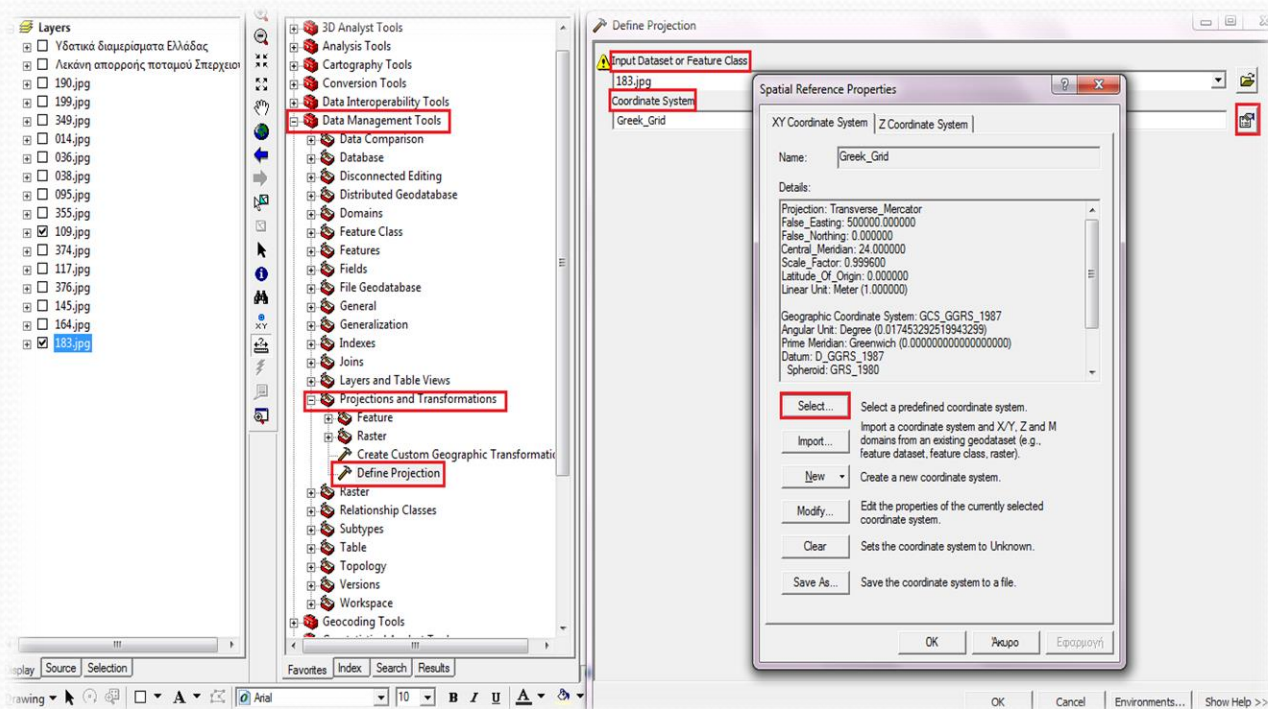 Layers
Υδατικά διαμερίσματα Ελλάδας
Λεκάνη απορροής ποταμού Σπερχειού
190.jpg
199.jpg
349.jpg
014.jpg
036.jpg
038.jpg
095.jpg
355.jpg
109.jpg
374.jpg
117.jpg
376.jpg
145.jpg
164.jpg
183.jpg
Source
Selection
XY
3D Analyst Tools
Analysis Tools
Cartography Tools
Conversion Tools
Data Interoperability Tools
Data Management Tools
Data Comparison
Database
Disconnected Editing
Distributed Geodatabase
Domains
Feature Class
Features
Fields
File Geodatabase
General
Generalization
Indexes
Joins
Layers and Table Views
Projections and Transformations
Feature
Raster
Create Custom Geographic Transformatio
Define Projection
Raster
Relationship Classes
Subtypes
Table
Topology
Versions
Workspace
Geocoding Tools
Favorites
Index
Search
Results
Arial
10
B I U A
Define Projection
Input Dataset or Feature Class
183.jpg
Coordinate System
Greek_Grid
Spatial Reference Properties
XY Coordinate System
Z Coordinate System
Name: Greek_Grid
Details:
Projection: Transverse_Mercator
False_Easting: 500000.000000
False_Northing: 0.000000
Central_Meridian: 24.000000
Scale_Factor: 0.999600
Latitude_Of_Origin: 0.000000
Linear Unit: Meter (1.000000)
Geographic Coordinate System: GCS_GGRS_1987
Angular Unit: Degree (0.017453292519943299)
Prime Meridian: Greenwich (0.000000000000000000)
Datum: D_GGRS_1987
Spheroid: GRS_1980
Select... Select a predefined coordinate system.
Import... Import a coordinate system and X/Y, Z and M
domains from an existing geodataset (e.g.,
feature dataset, feature class, raster).
New Create a new coordinate system.
Modify... Edit the properties of the currently selected
coordinate system.
Clear Sets the coordinate system to Unknown.
Save As... Save the coordinate system to a file.
OK
Άκυρο
Εφαρμογή
OK
Cancel
Environments...
Show Help >>